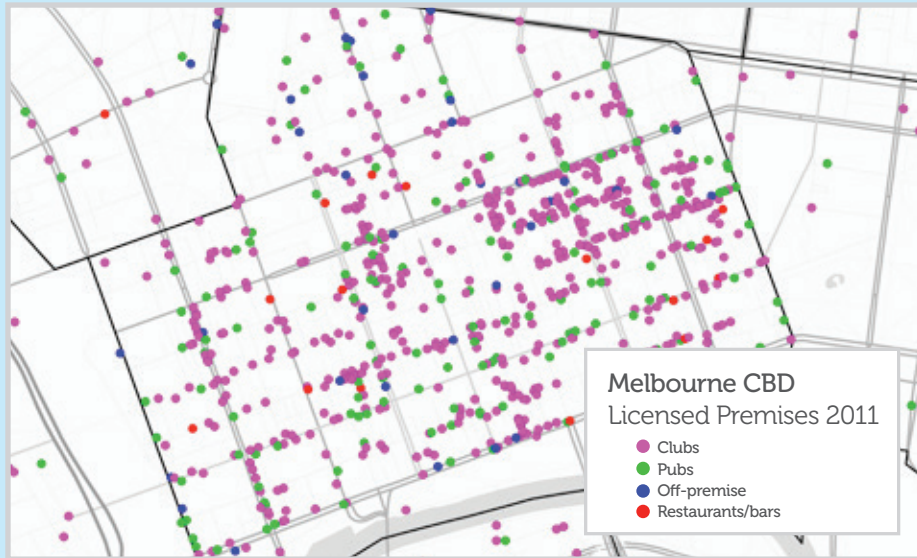 Melbourne CBD
Licensed Premises 2011
Clubs
Pubs
Off-premise
Restaurants/bars